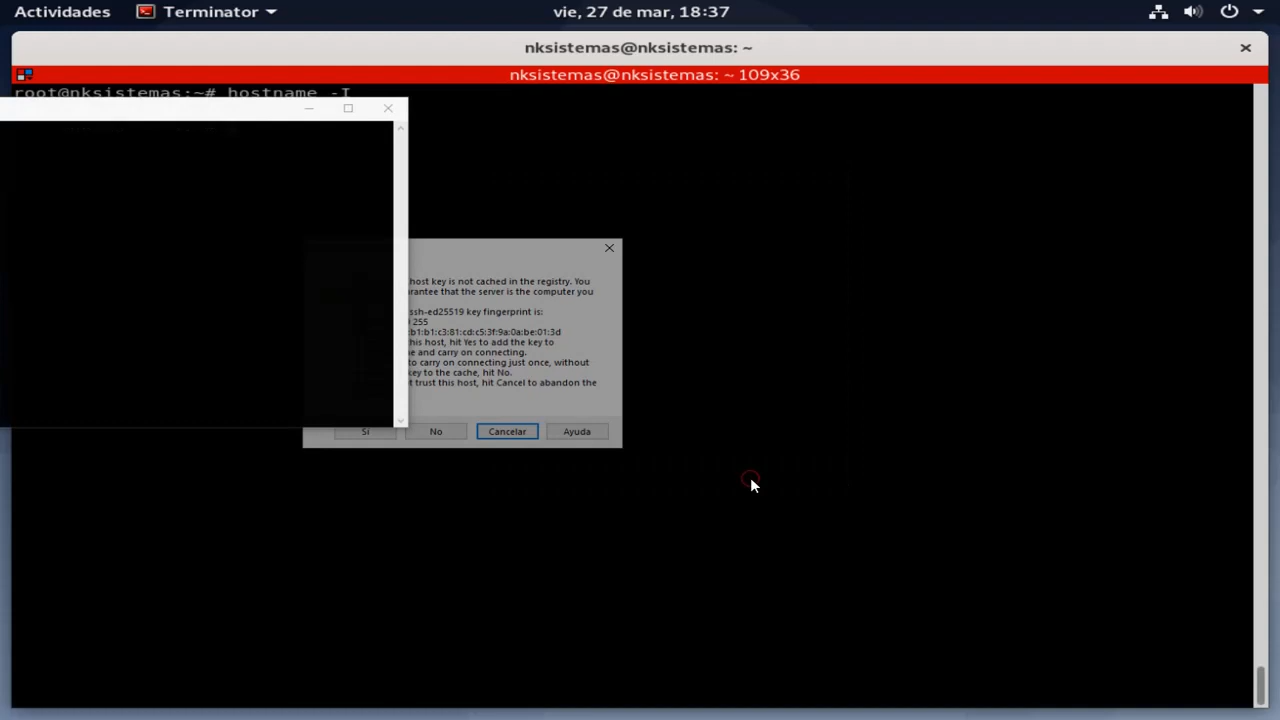 Actividades Terminator vie, 27 de mar, 18:37
nksistemas@nksistemas: ~
nksistemas@nksistemas: ~ 109x36
root@nksistemas:~# hostname -I
host key is not cached in the registry. You
arantee that the server is the computer you
ssh-ed25519 key fingerprint is:
255
:b1:b1:c3:81:cd:c5:3f:9a:0a:be:01:3d
this host, hit Yes to add the key to
e and carry on connecting.
to carry on connecting just once, without
key to the cache, hit No.
t trust this host, hit Cancel to abandon the
Sí No Cancelar Ayuda